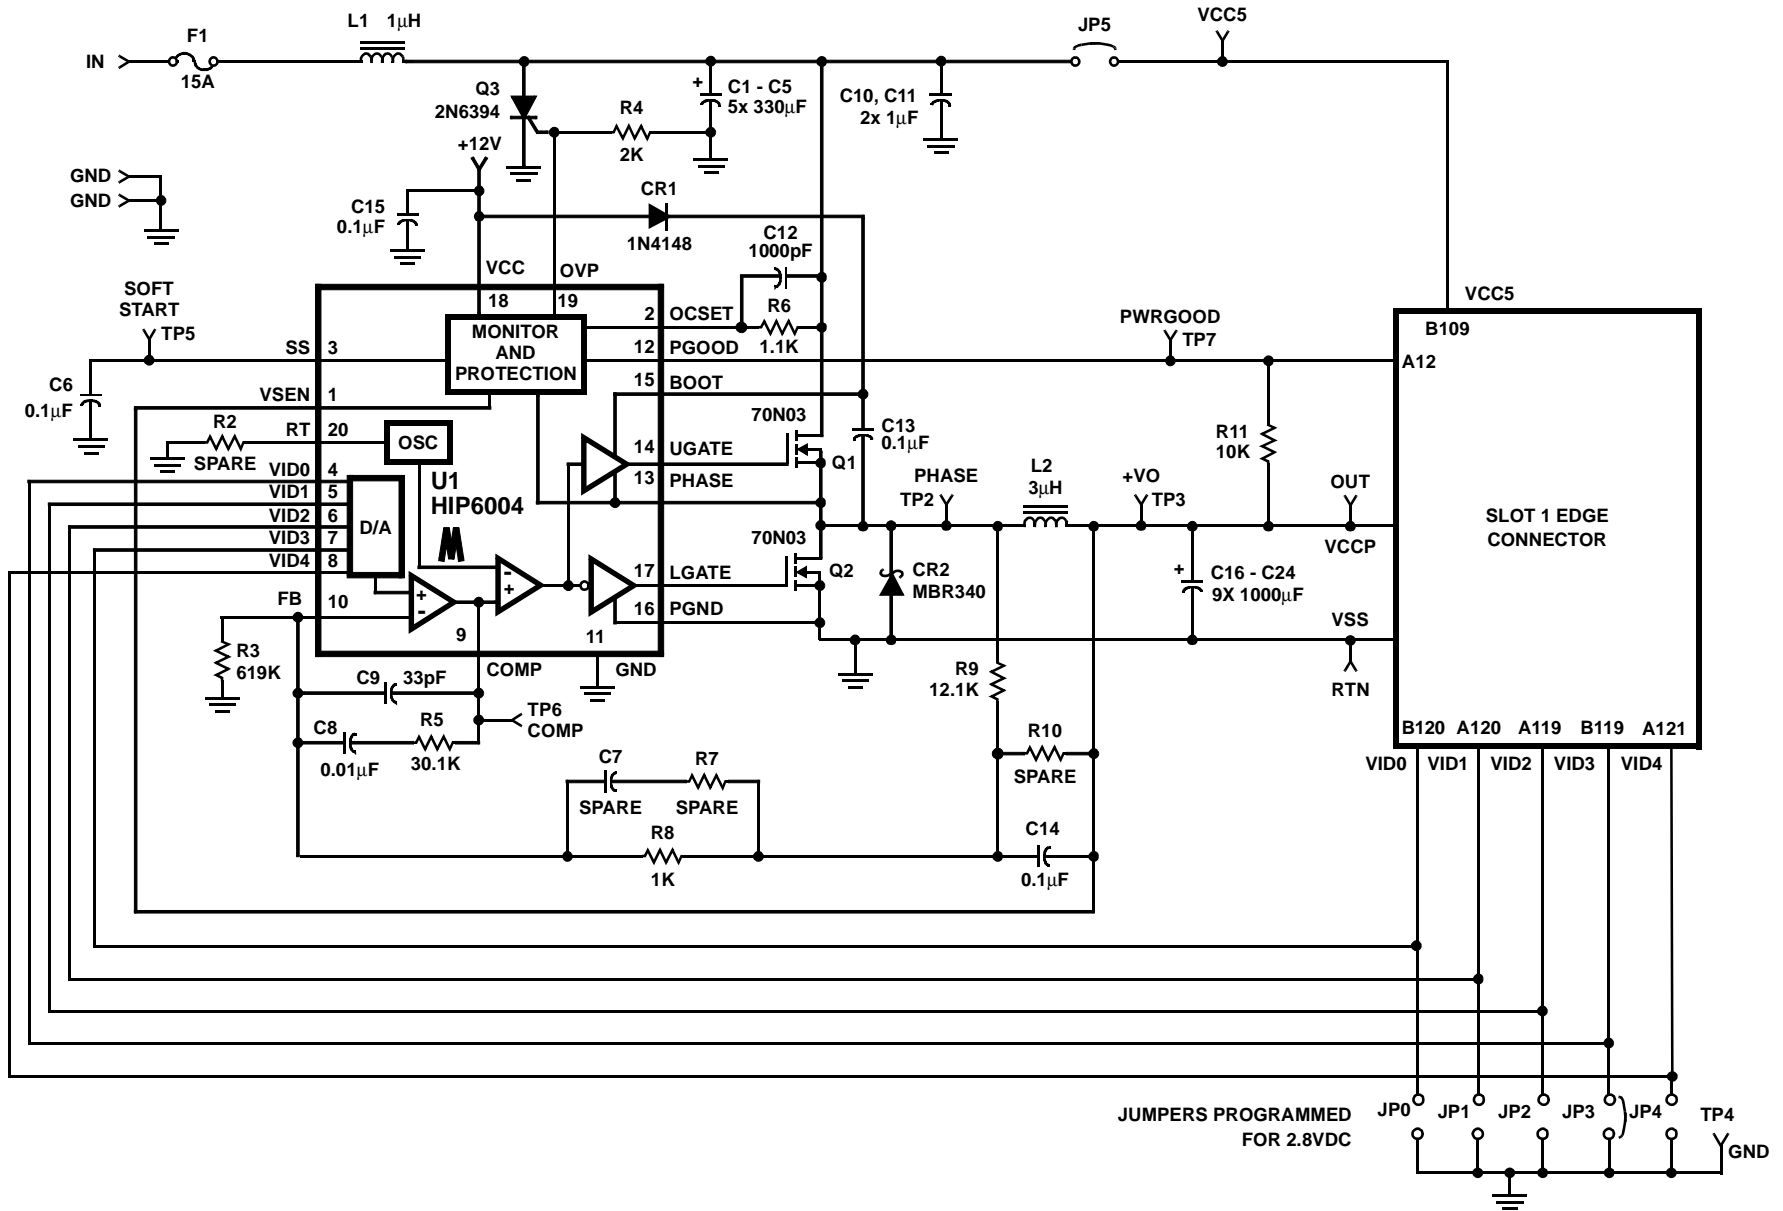 L1 1μH
F1
IN
15A
JP5
VCC5
Q3
2N6394
C1 - C5
5x 330μF
R4
2K
C10, C11
2x 1μF
+12V
GND
GND
C15
0.1μF
CR1
1N4148
C12
1000pF
VCC
OVP
SOFT
START
TP5
18
19
2
OCSET
R6
1.1K
MONITOR
AND
PROTECTION
SS
3
12
PGOOD
PWRGOOD
TP7
VCC5
B109
A12
C6
0.1μF
VSEN
1
15
BOOT
R2
SPARE
RT
20
OSC
70N03
C13
0.1μF
R11
10K
14
UGATE
Q1
13
PHASE
VID0
4
VID1
5
VID2
6
VID3
7
VID4
8
D/A
U1
HIP6004
PHASE
TP2
L2
3μH
+VO
TP3
OUT
VCCP
SLOT 1 EDGE
CONNECTOR
70N03
Q2
17
LGATE
16
PGND
CR2
MBR340
+
C16 - C24
9X 1000μF
VSS
RTN
FB
10
+
-
-
+
9
11
COMP
GND
R3
619K
C9
33pF
TP6
COMP
C8
0.01μF
R5
30.1K
R9
12.1K
R10
SPARE
C7
SPARE
R7
SPARE
R8
1K
C14
0.1μF
+
B120
A120
A119
B119
A121
VID0
VID1
VID2
VID3
VID4
JUMPERS PROGRAMMED
FOR 2.8VDC
JP0
JP1
JP2
JP3
JP4
TP4
GND